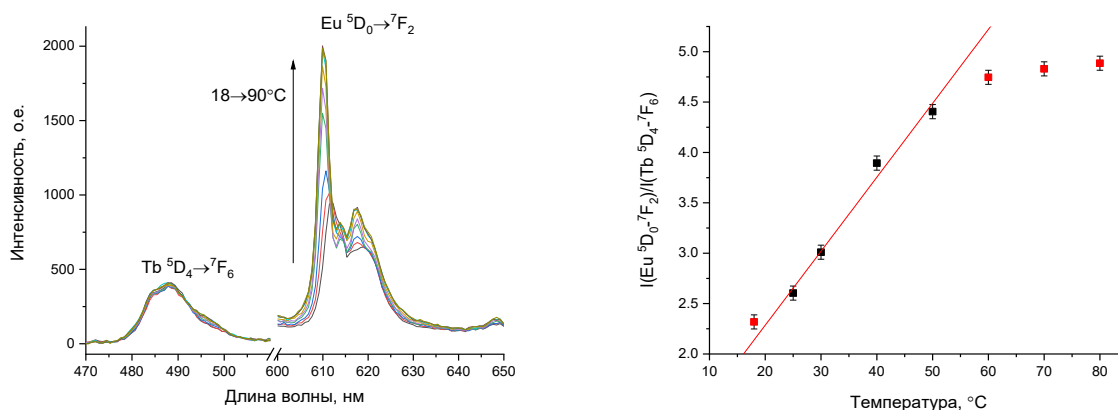 Eu ⁵D₀→⁷F₂
2000
18→90°C
1500
1000
Tb ⁵D₄→⁷F₆
500
0
470 480 490 500 600 610 620 630 640 650
Длина волны, нм
Интенсивность, о.е.
5.0
4.5
4.0
3.5
3.0
2.5
2.0
10 20 30 40 50 60 70 80
Температура, °C
I(Eu ⁵D₀-⁷F₂)/I(Tb ⁵D₄-⁷F₆)